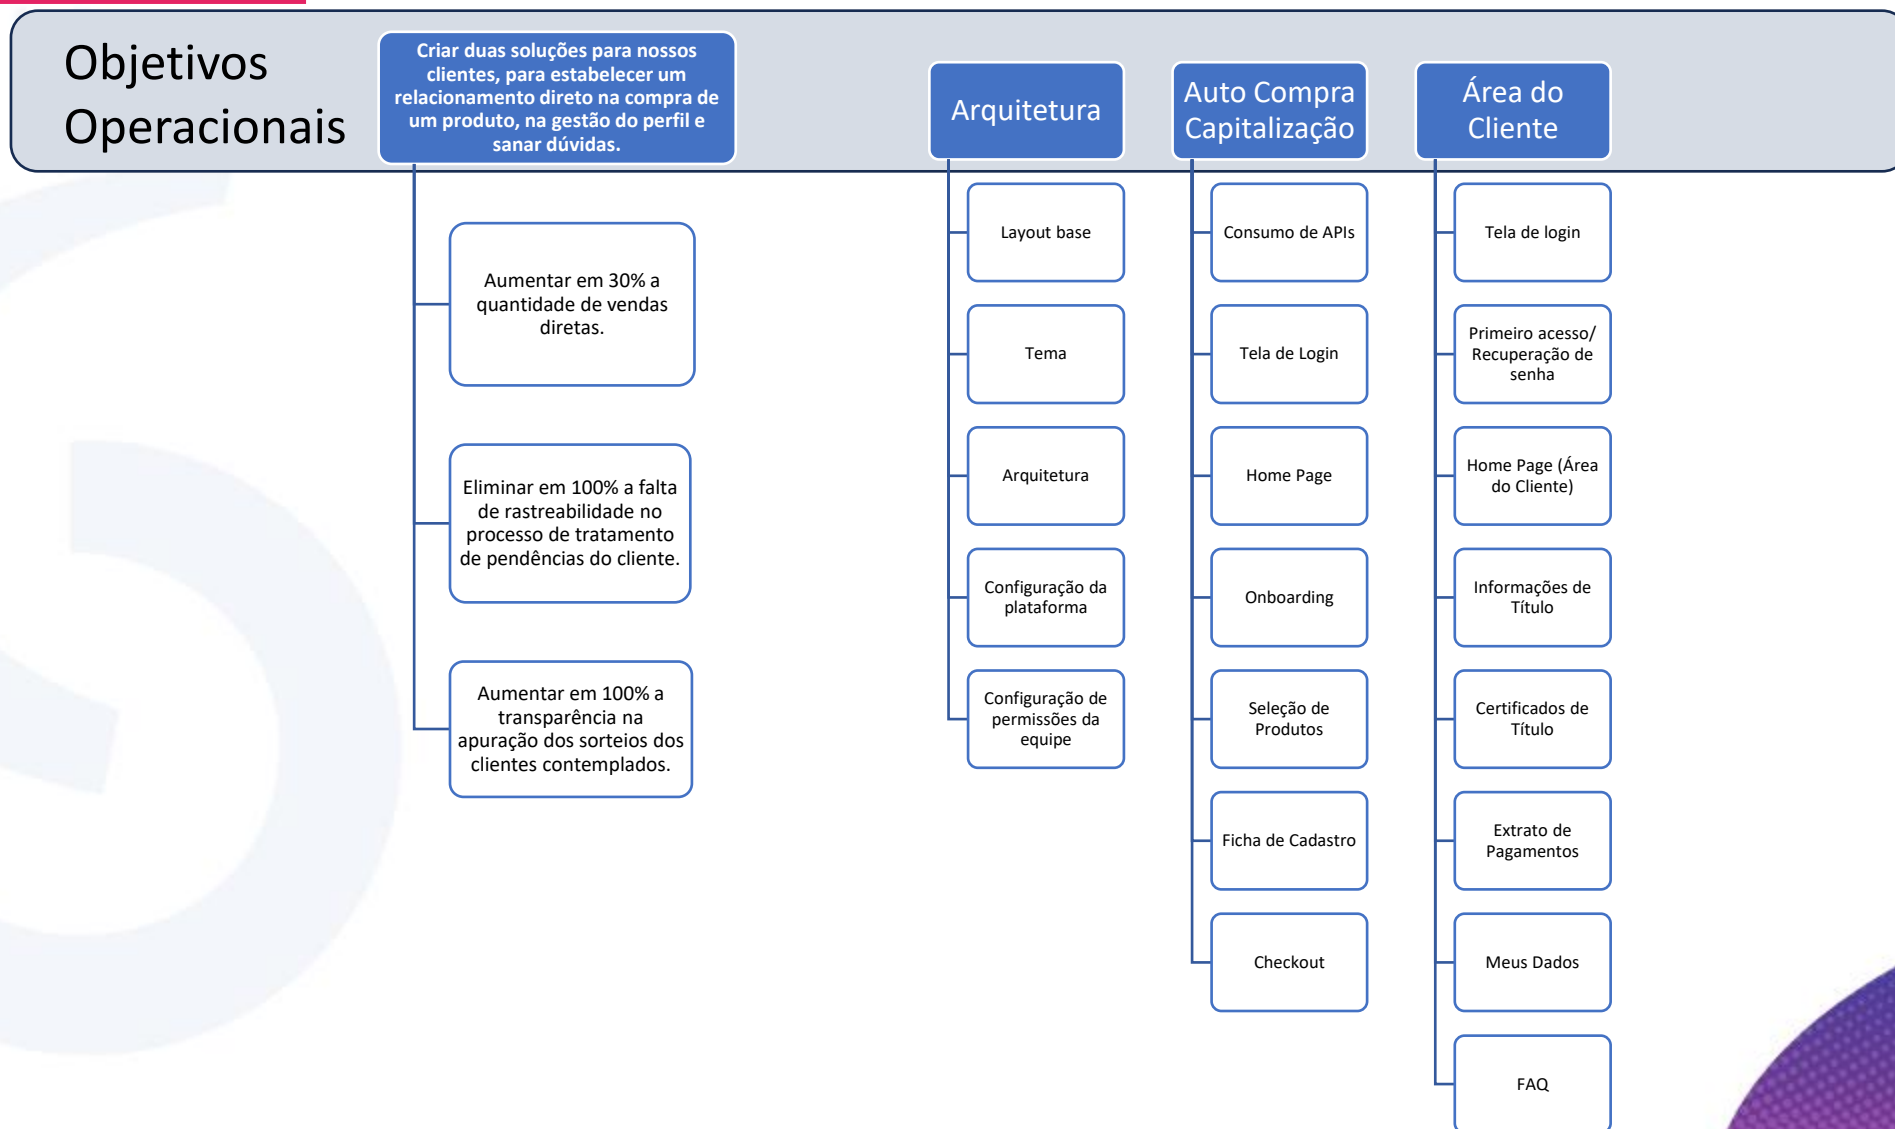 Objetivos
Operacionais
Criar duas soluções para nossos
clientes, para estabelecer um
relacionamento direto na compra de
um produto, na gestão do perfil e
sanar dúvidas.
Aumentar em 30% a
quantidade de vendas
diretas.
Eliminar em 100% a falta
de rastreabilidade no
processo de tratamento
de pendências do cliente.
Aumentar em 100% a
transparência na
apuração dos sorteios dos
clientes contemplados.
Arquitetura
Layout base
Tema
Arquitetura
Configuração da
plataforma
Configuração de
permissões da
equipe
Auto Compra
Capitalização
Consumo de APIs
Tela de Login
Home Page
Onboarding
Seleção de
Produtos
Ficha de Cadastro
Checkout
Área do
Cliente
Tela de login
Primeiro acesso/
Recuperação de
senha
Home Page (Área
do Cliente)
Informações de
Título
Certificados de
Título
Extrato de
Pagamentos
Meus Dados
FAQ